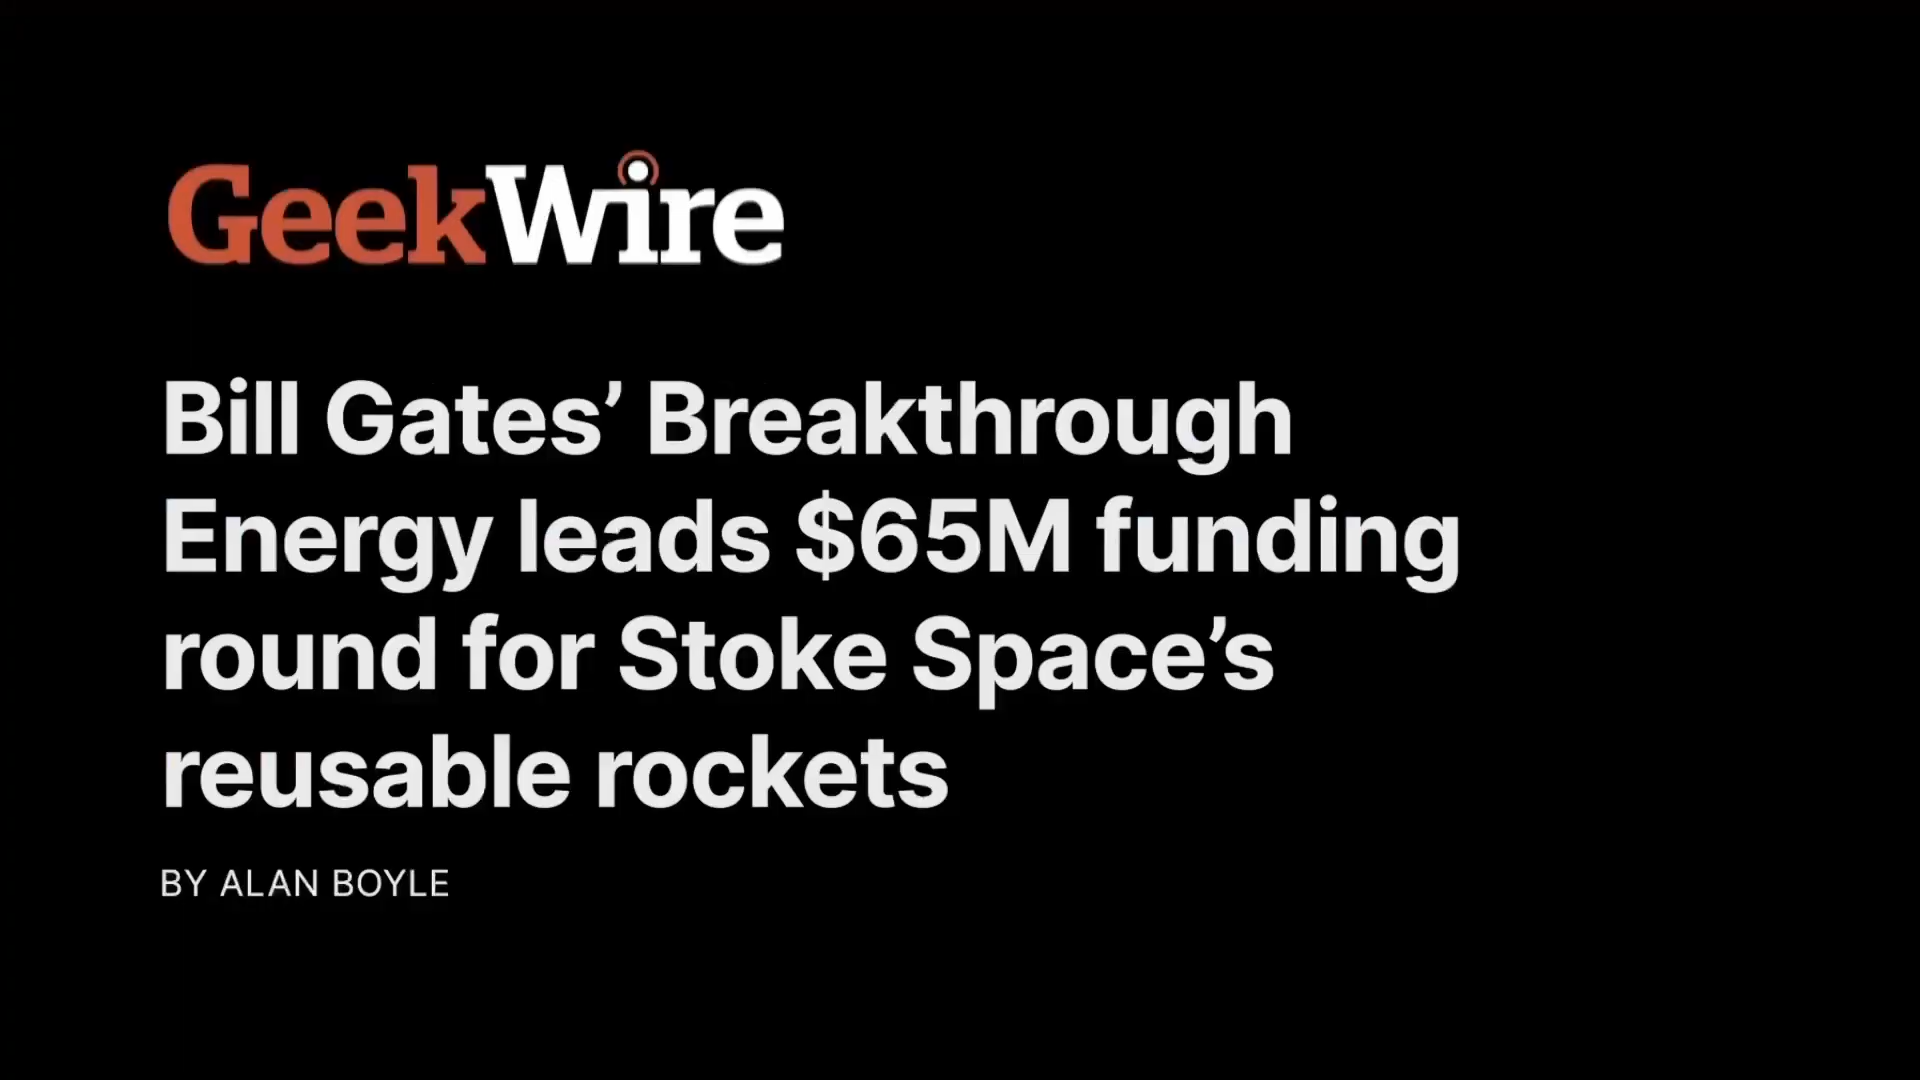 GeekWire
Bill Gates’ Breakthrough
Energy leads $65M funding
round for Stoke Space’s
reusable rockets
BY ALAN BOYLE